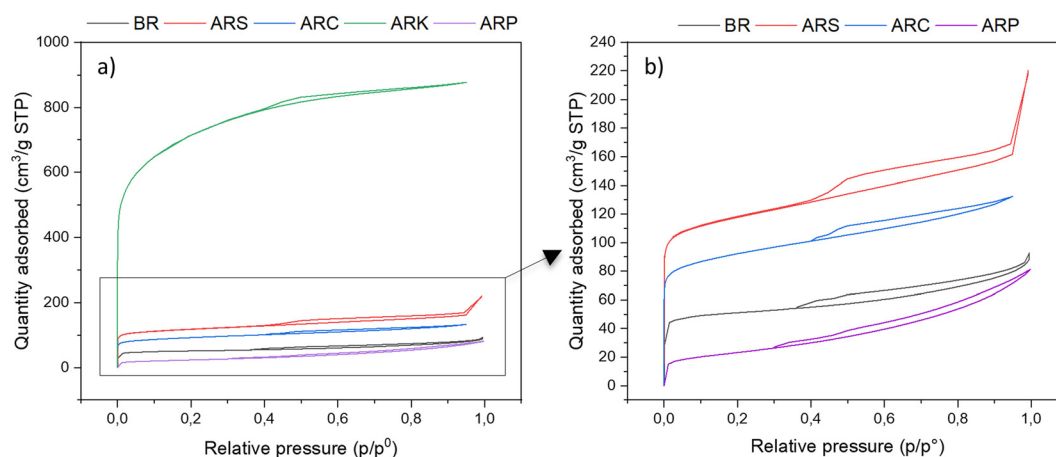 BR ARS ARC ARK ARP
a)
Quantity adsorbed (cm³/g STP)
1000
800
600
400
200
0
0,0 0,2 0,4 0,6 0,8 1,0
Relative pressure (p/p⁰)
BR ARS ARC ARP
b)
Quantity adsorbed (cm³/g STP)
240
220
200
180
160
140
120
100
80
60
40
20
0
0,0 0,2 0,4 0,6 0,8 1,0
Relative pressure (p/p°)